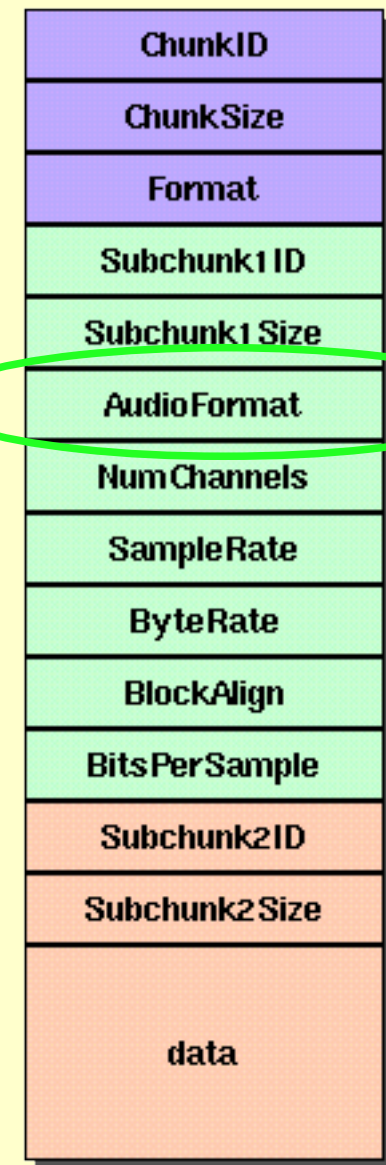 ChunkID
ChunkSize
Format
Subchunk1ID
Subchunk1Size
AudioFormat
NumChannels
SampleRate
ByteRate
BlockAlign
BitsPerSample
Subchunk2ID
Subchunk2Size
data